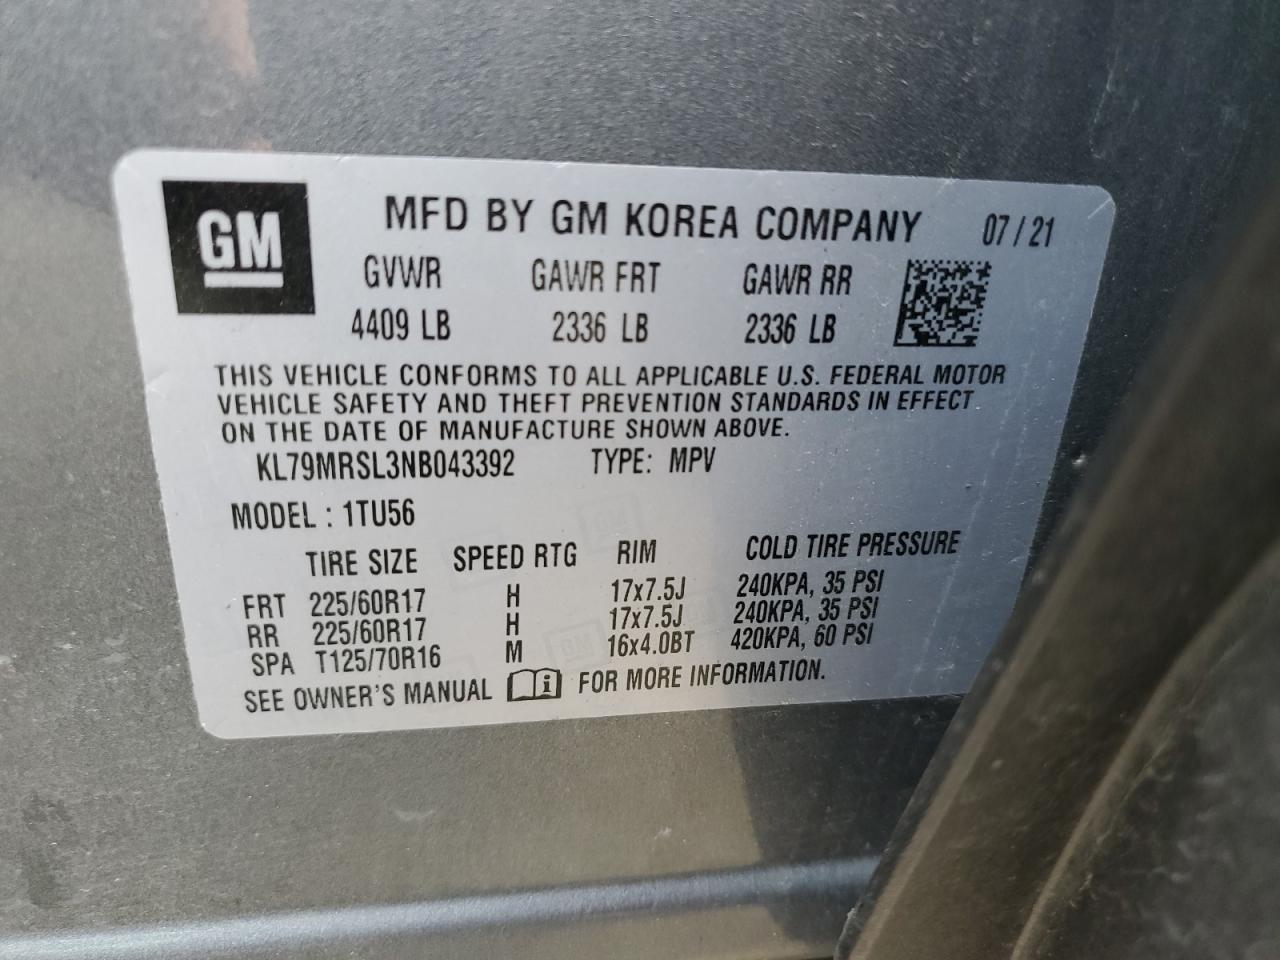 GM
MFD BY GM KOREA COMPANY 07/21
GVWR GAWR FRT GAWR RR
4409 LB 2336 LB 2336 LB
THIS VEHICLE CONFORMS TO ALL APPLICABLE U.S. FEDERAL MOTOR
VEHICLE SAFETY AND THEFT PREVENTION STANDARDS IN EFFECT
ON THE DATE OF MANUFACTURE SHOWN ABOVE.
KL79MRSL3NB043392 TYPE: MPV
MODEL : 1TU56
TIRE SIZE SPEED RTG RIM COLD TIRE PRESSURE
FRT 225/60R17 H 17x7.5J 240KPA, 35 PSI
RR 225/60R17 H 17x7.5J 240KPA, 35 PSI
SPA T125/70R16 M 16x4.0BT 420KPA, 60 PSI
SEE OWNER'S MANUAL i FOR MORE INFORMATION.